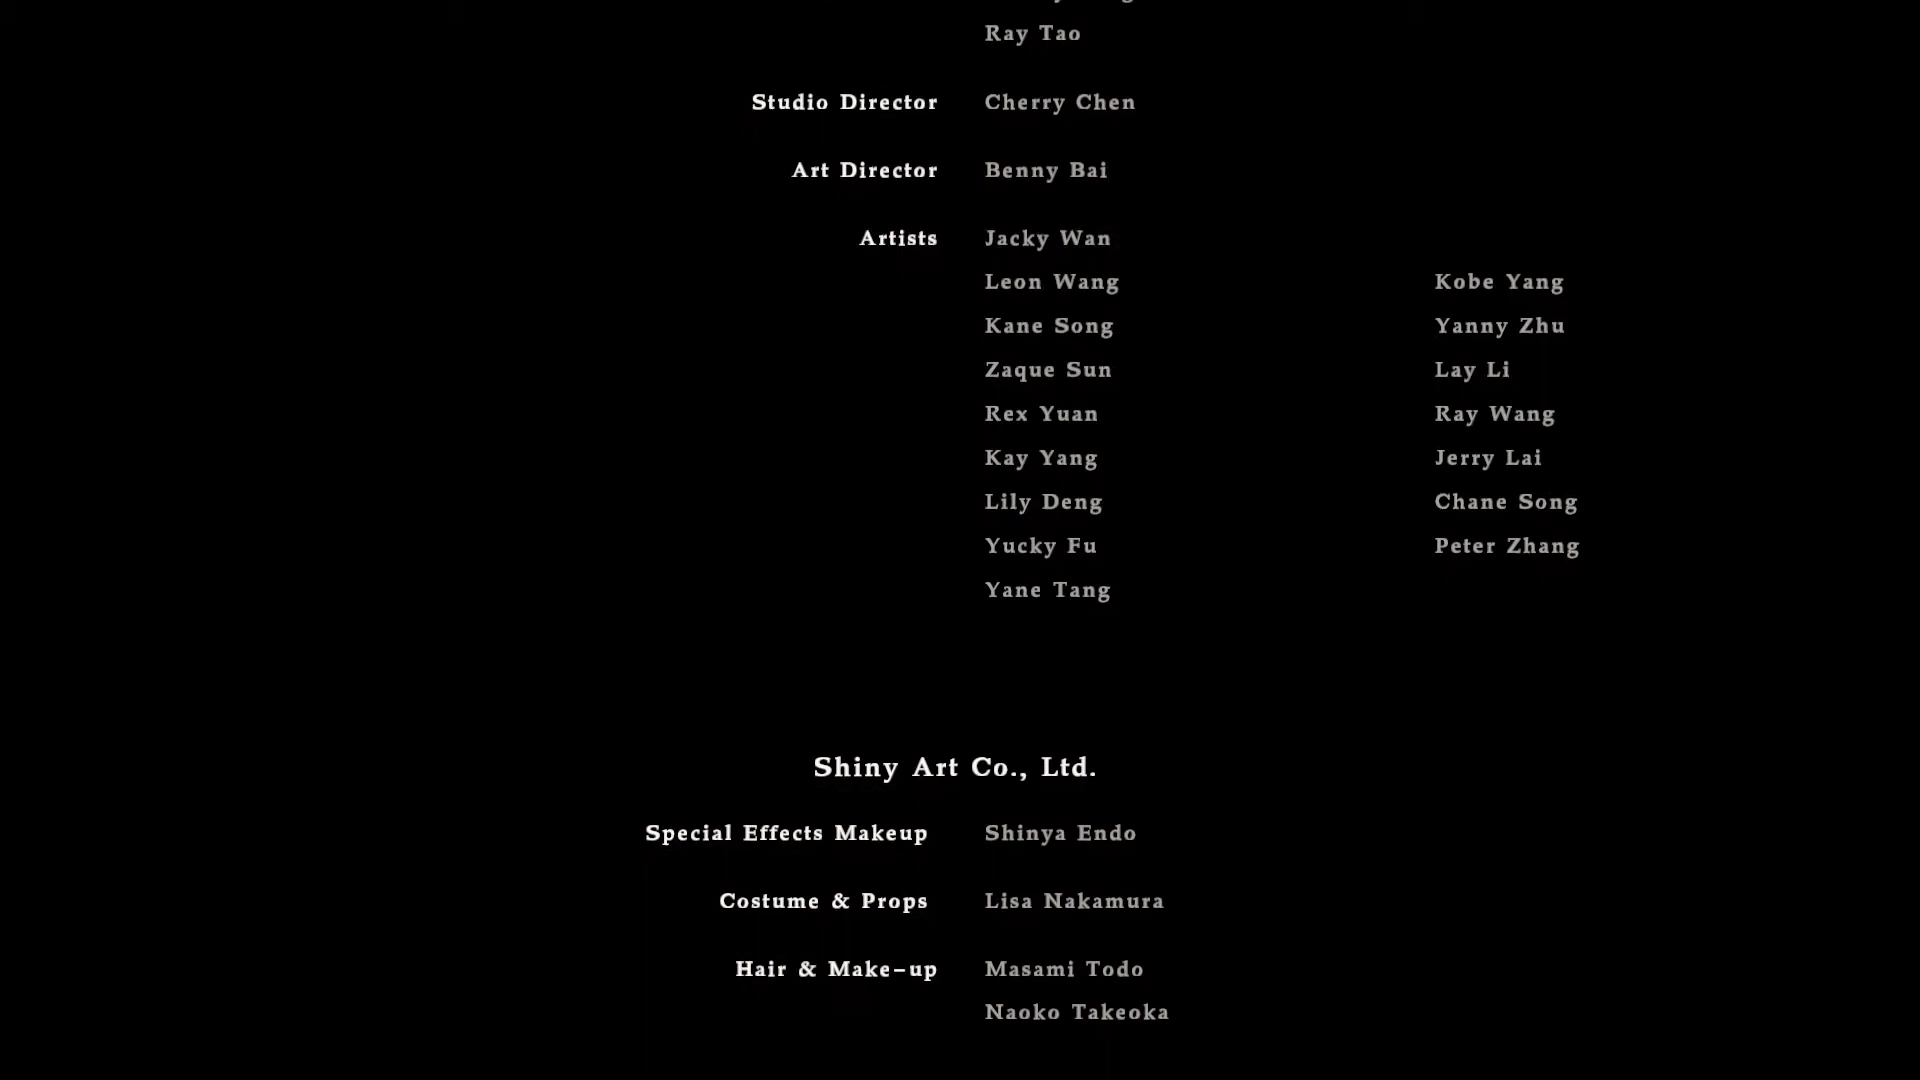 Ray Tao
Studio Director Cherry Chen
Art Director Benny Bai
Artists Jacky Wan
Leon Wang Kobe Yang
Kane Song Yanny Zhu
Zaque Sun Lay Li
Rex Yuan Ray Wang
Kay Yang Jerry Lai
Lily Deng Chane Song
Yucky Fu Peter Zhang
Yane Tang
Shiny Art Co., Ltd.
Special Effects Makeup Shinya Endo
Costume & Props Lisa Nakamura
Hair & Make-up Masami Todo
Naoko Takeoka